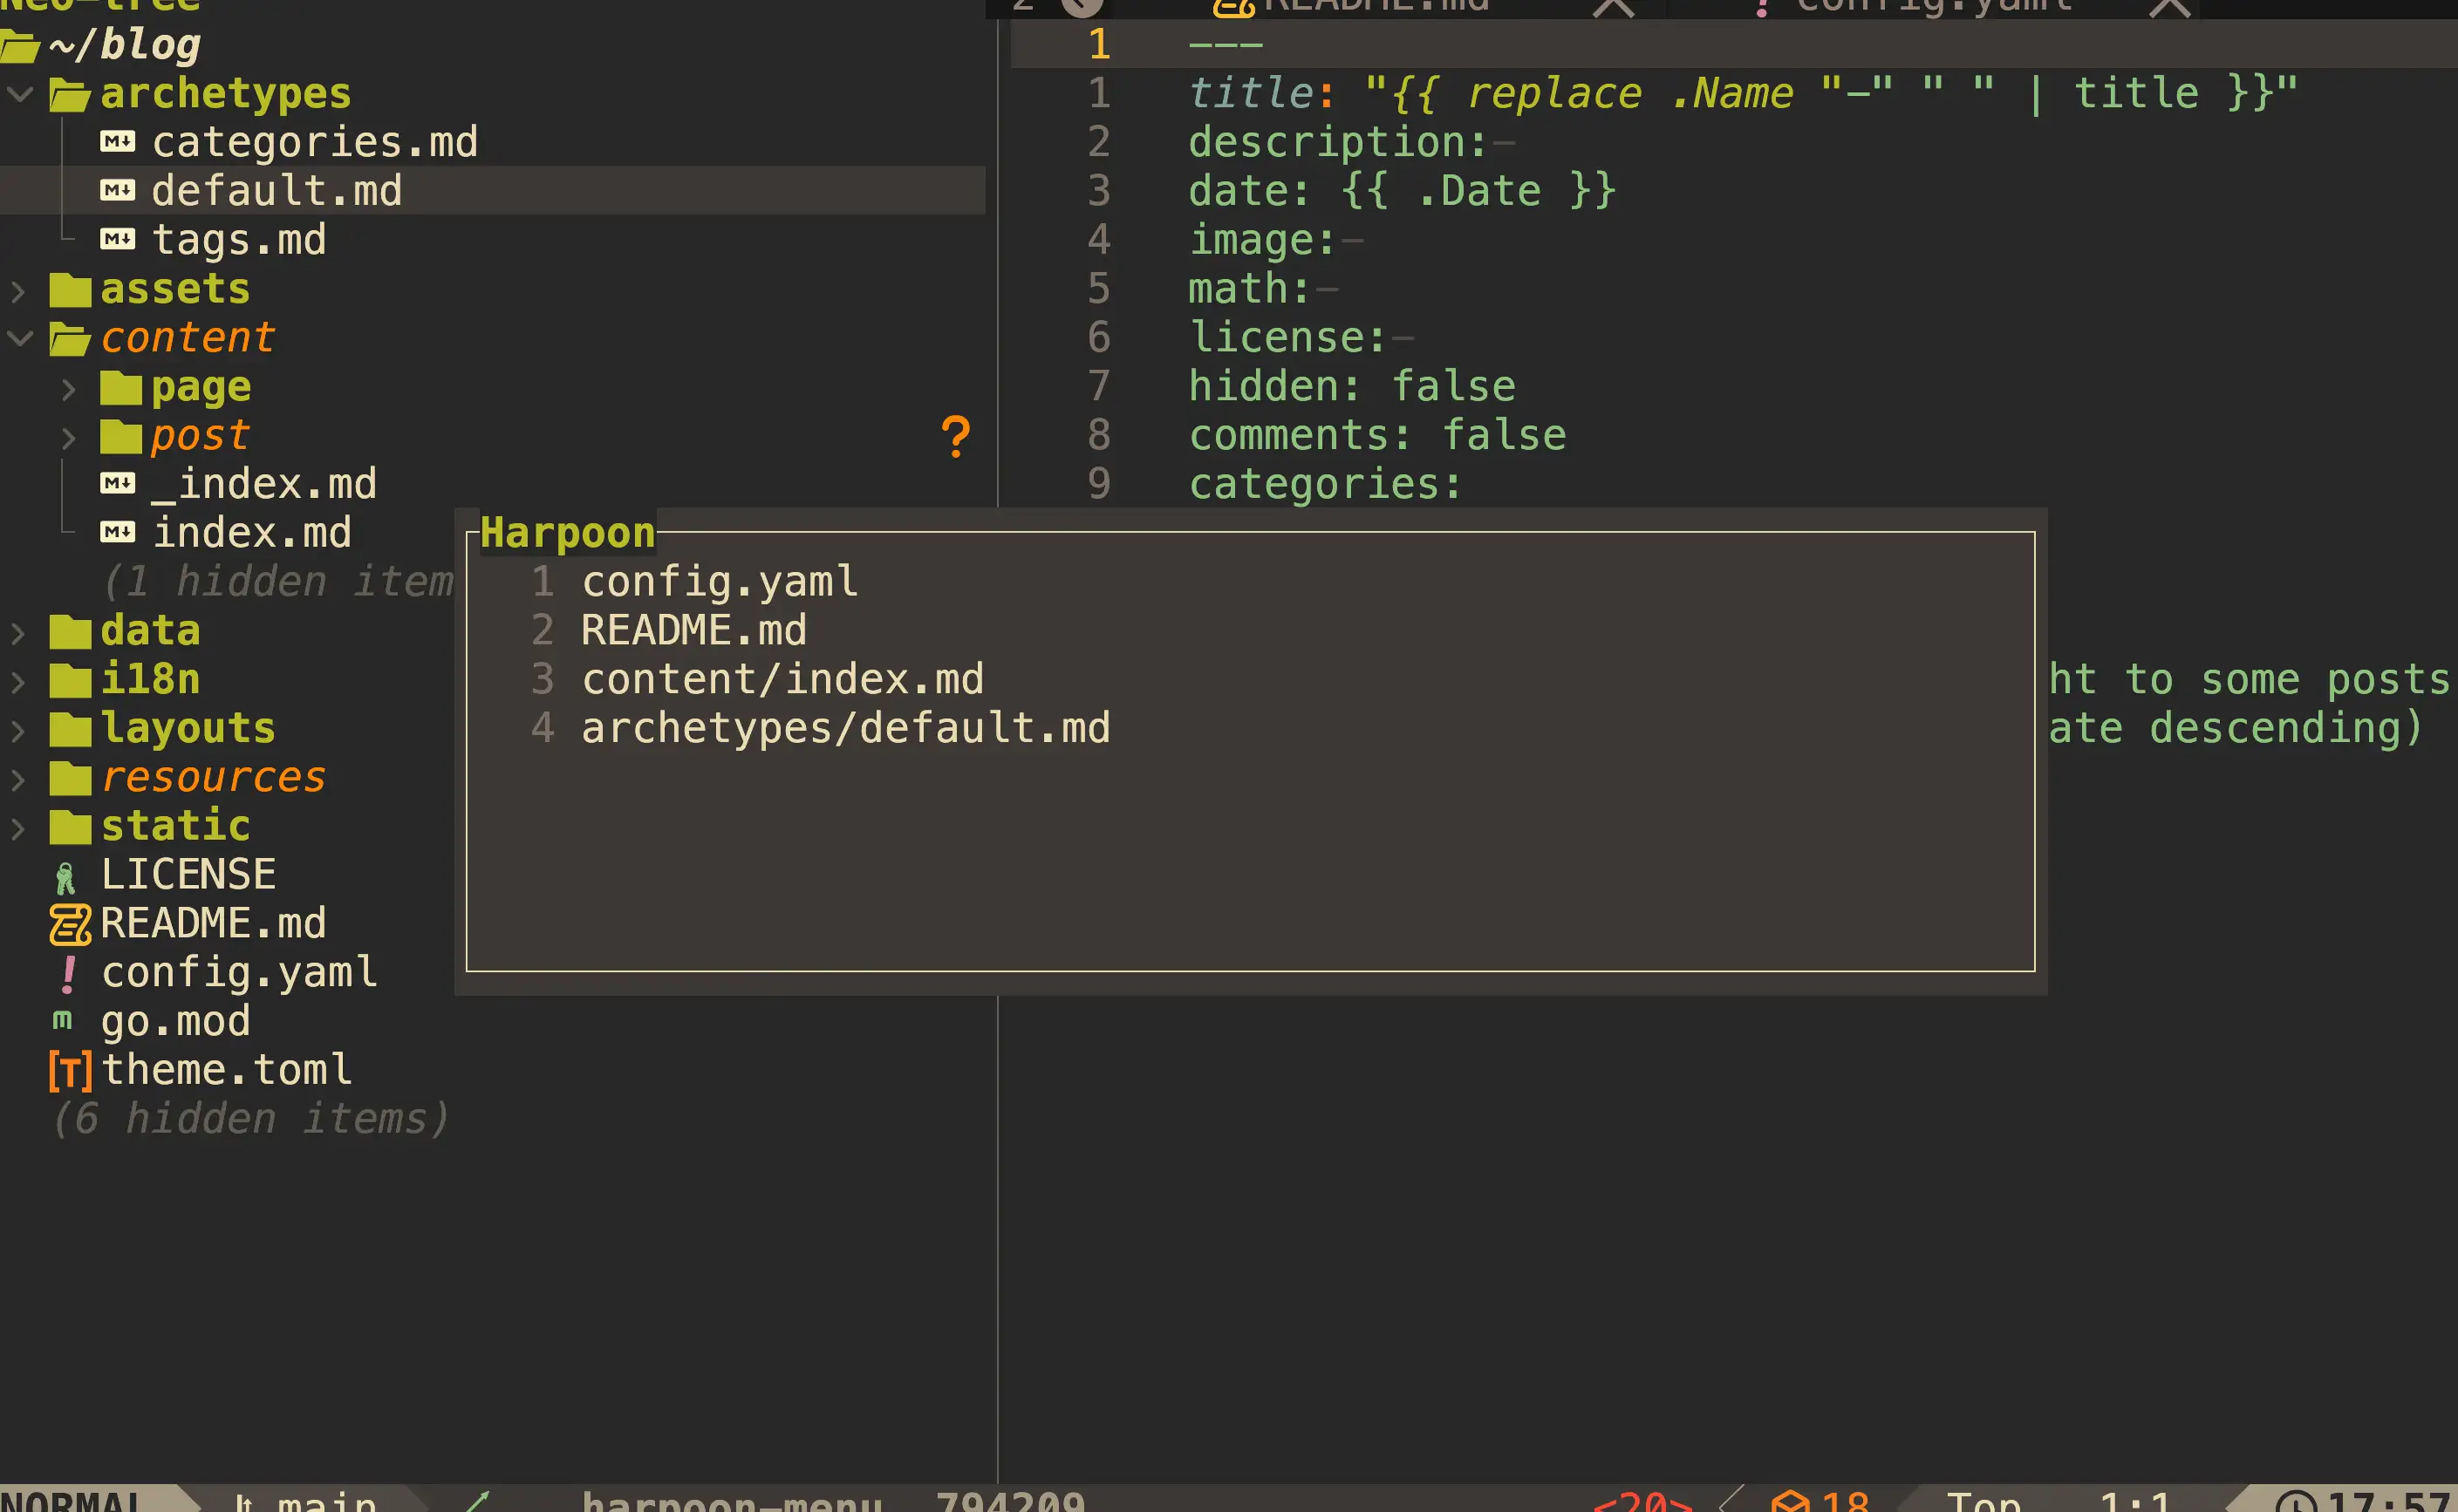 Neo-tree
~/blog
archetypes
categories.md
default.md
tags.md
assets
content
page
post ?
_index.md
index.md
(1 hidden item
data
i18n
layouts
resources
static
LICENSE
README.md
config.yaml
go.mod
[T] theme.toml
(6 hidden items)
2 README.md config.yaml
1 ---
1 title: "{{ replace .Name "-" " " | title }}"
2 description:-
3 date: {{ .Date }}
4 image:-
5 math:-
6 license:-
7 hidden: false
8 comments: false
9 categories:
Harpoon
1 config.yaml
2 README.md
3 content/index.md
4 archetypes/default.md
ht to some posts
ate descending)
NORMAL main harpoon-menu 794209 <20> 18 Top 1:1 17:57